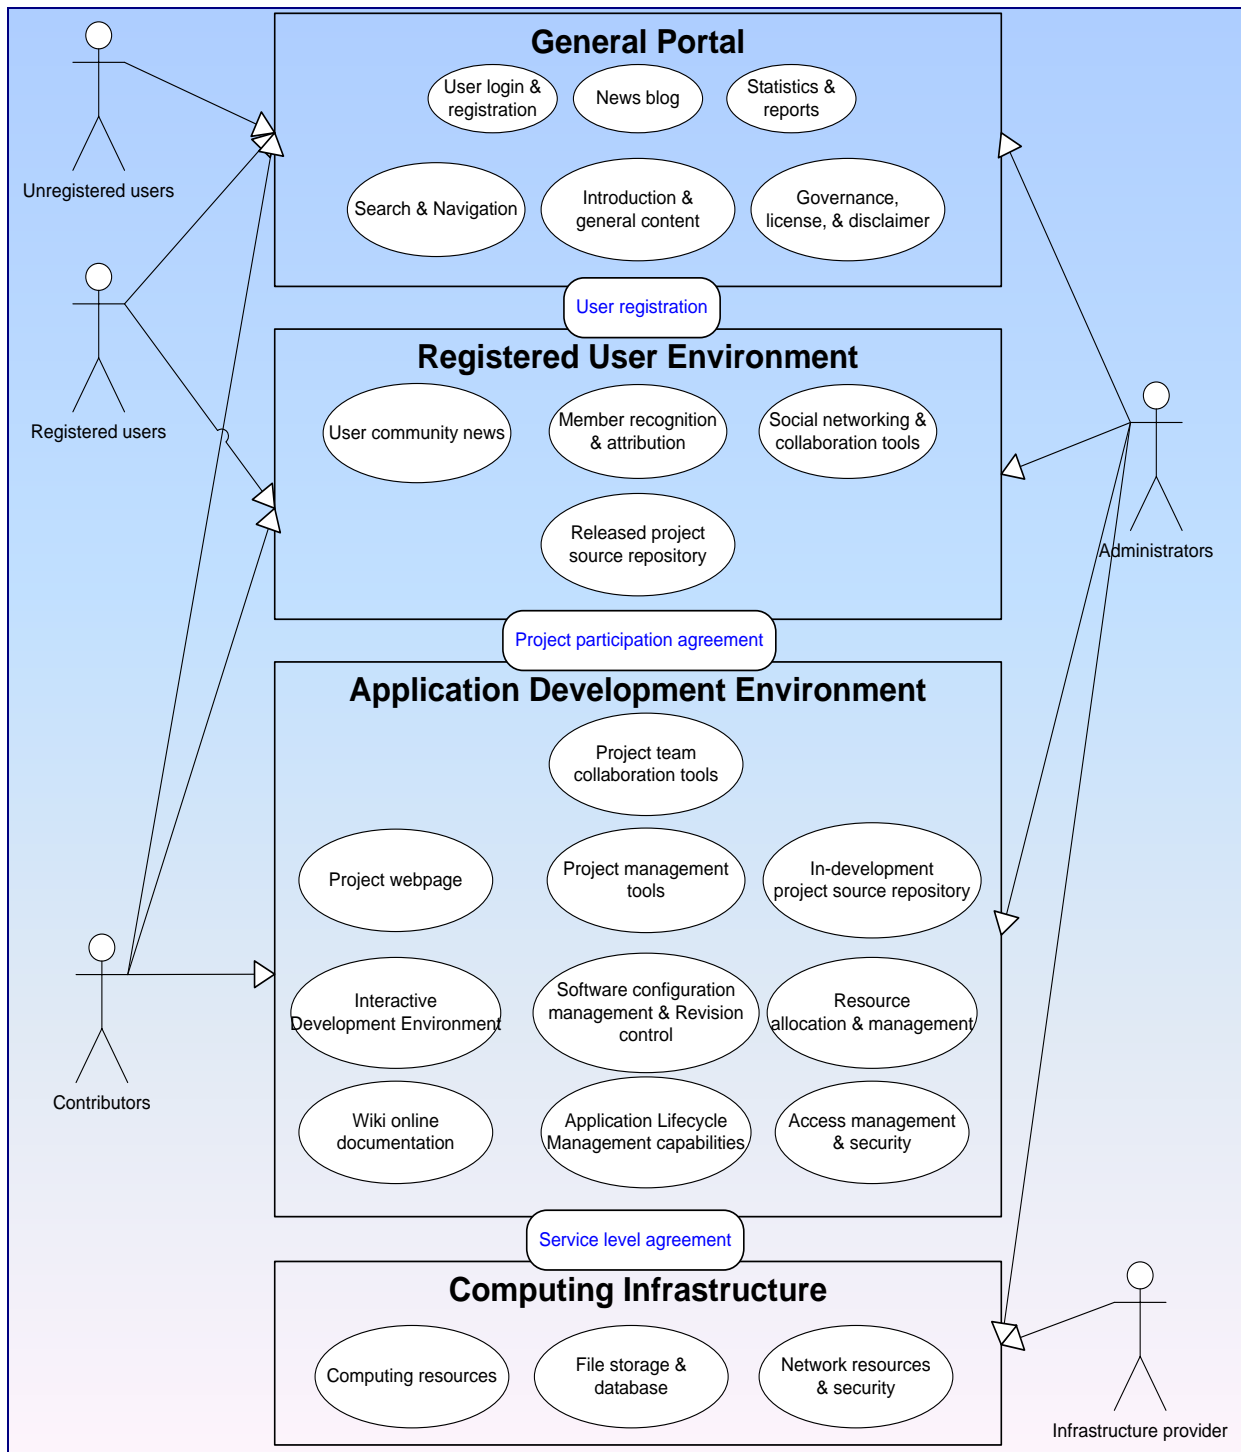 General Portal
User login &
registration
News blog
Statistics &
reports
Unregistered users
Search & Navigation
Introduction &
general content
Governance,
license, & disclaimer
User registration
Registered User Environment
Registered users
User community news
Member recognition
& attribution
Social networking &
collaboration tools
Released project
source repository
Administrators
Project participation agreement
Application Development Environment
Project team
collaboration tools
Project webpage
Project management
tools
In-development
project source repository
Interactive
Development Environment
Software configuration
management & Revision
control
Resource
allocation & management
Contributors
Wiki online
documentation
Application Lifecycle
Management capabilities
Access management
& security
Service level agreement
Computing Infrastructure
Computing resources
File storage &
database
Network resources
& security
Infrastructure provider